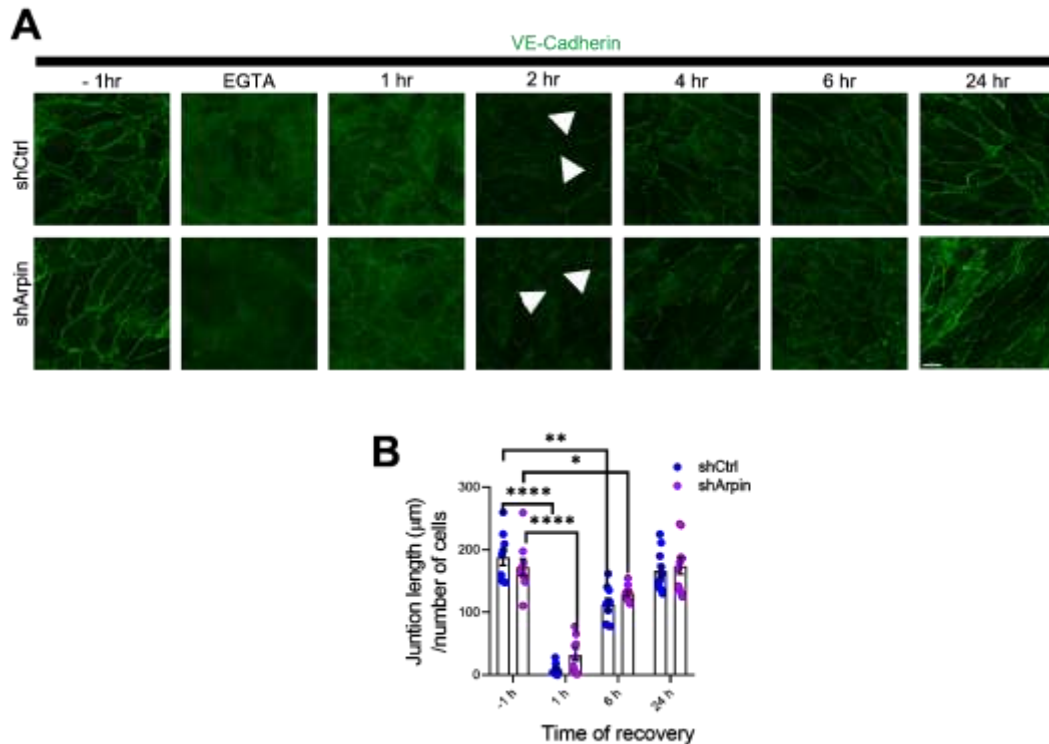 A
VE-Cadherin
- 1hr EGTA 1 hr 2 hr 4 hr 6 hr 24 hr
shCtrl
shArpin
B
** 
shCtrl
*
shArpin
300
****
****
200
100
0
Juntion length (μm)
/number of cells
-1 h 1 h 6 h 24 h
Time of recovery